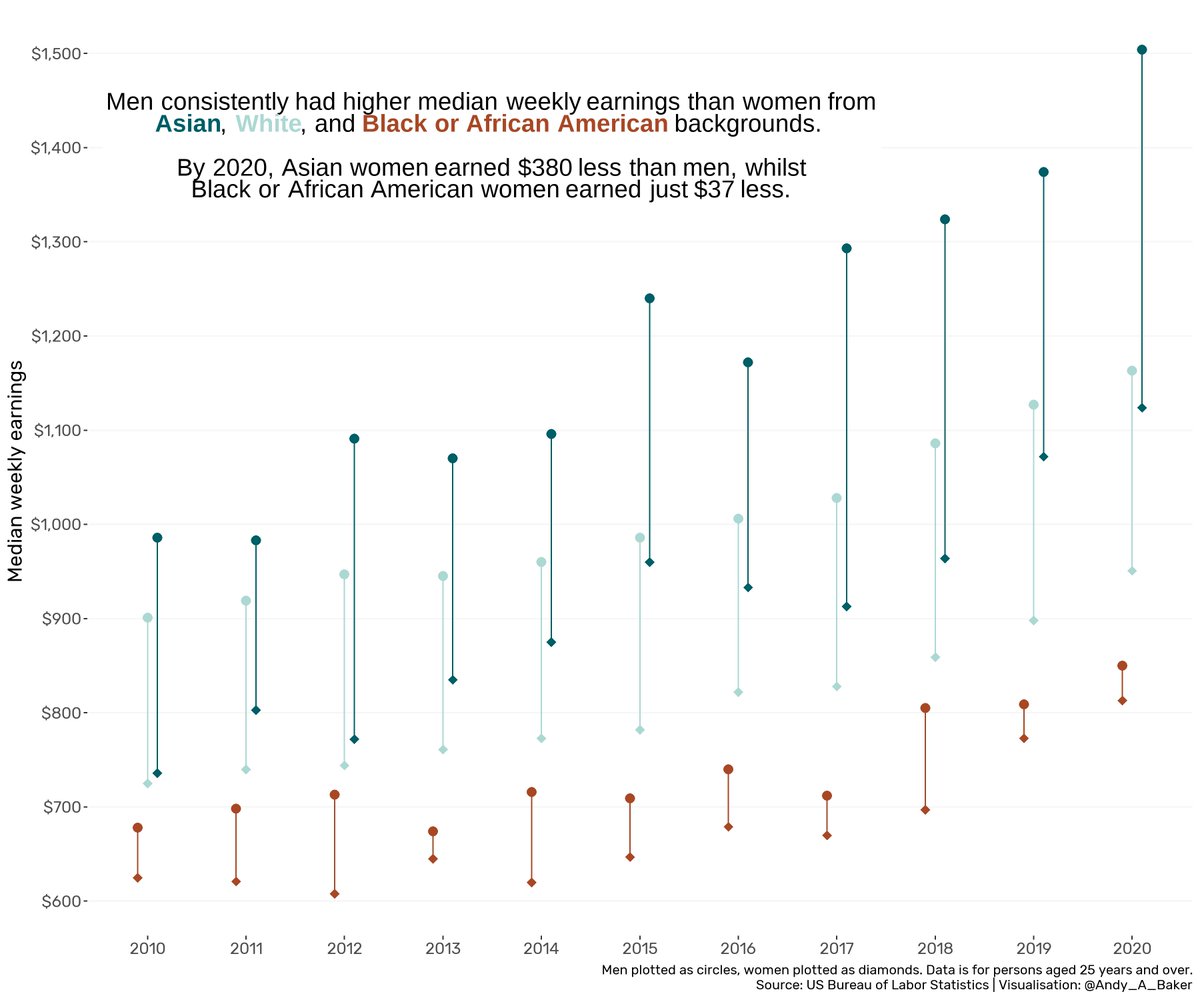 Men consistently had higher median weekly earnings than women from
Asian, White, and Black or African American backgrounds.
By 2020, Asian women earned $380 less than men, whilst
Black or African American women earned just $37 less.
Median weekly earnings
$1,500
$1,400
$1,300
$1,200
$1,100
$1,000
$900
$800
$700
$600
2010 2011 2012 2013 2014 2015 2016 2017 2018 2019 2020
Men plotted as circles, women plotted as diamonds. Data is for persons aged 25 years and over.
Source: US Bureau of Labor Statistics | Visualisation: @Andy_A_Baker